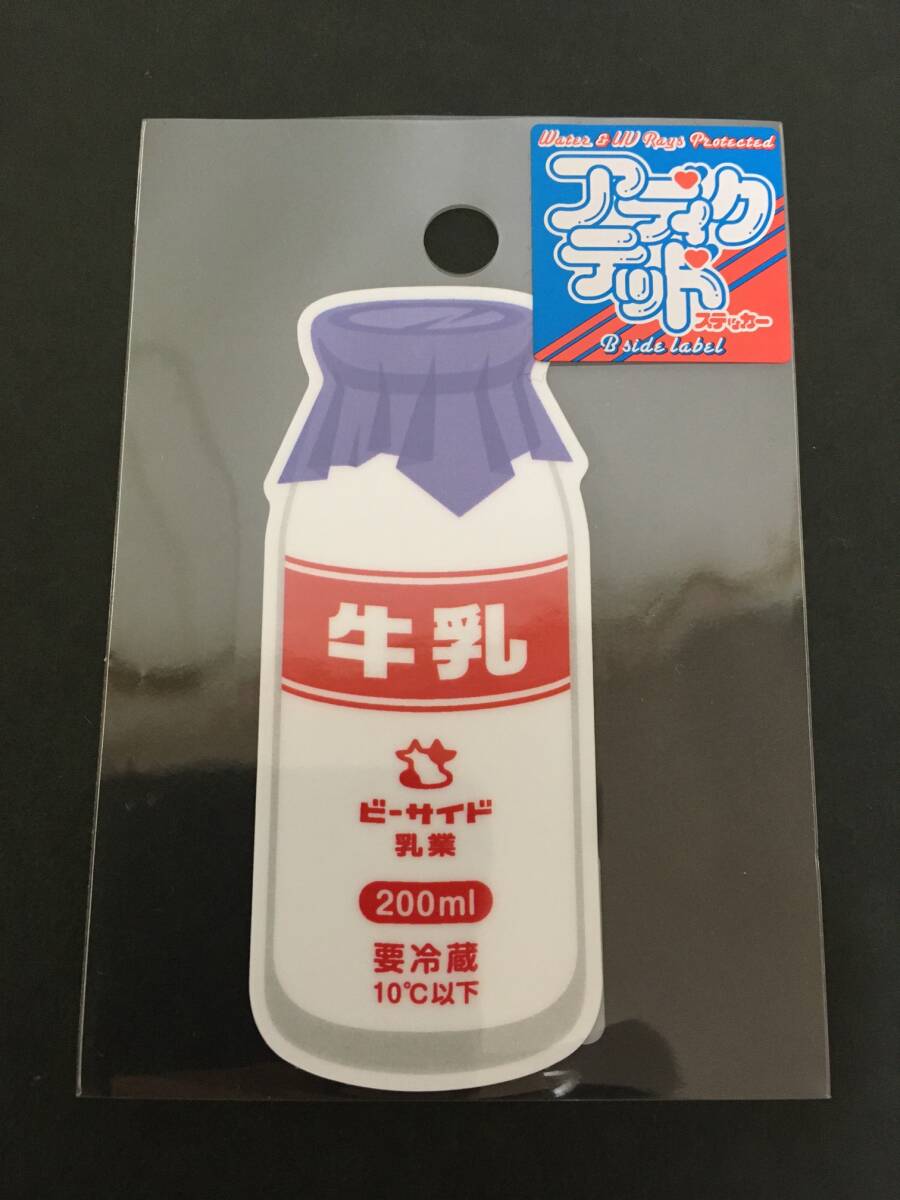 Water & UV Rays Protected
アディク
テッド
ステッカー
B side label
牛乳
ビーサイド
乳業
200ml
要冷蔵
10℃以下